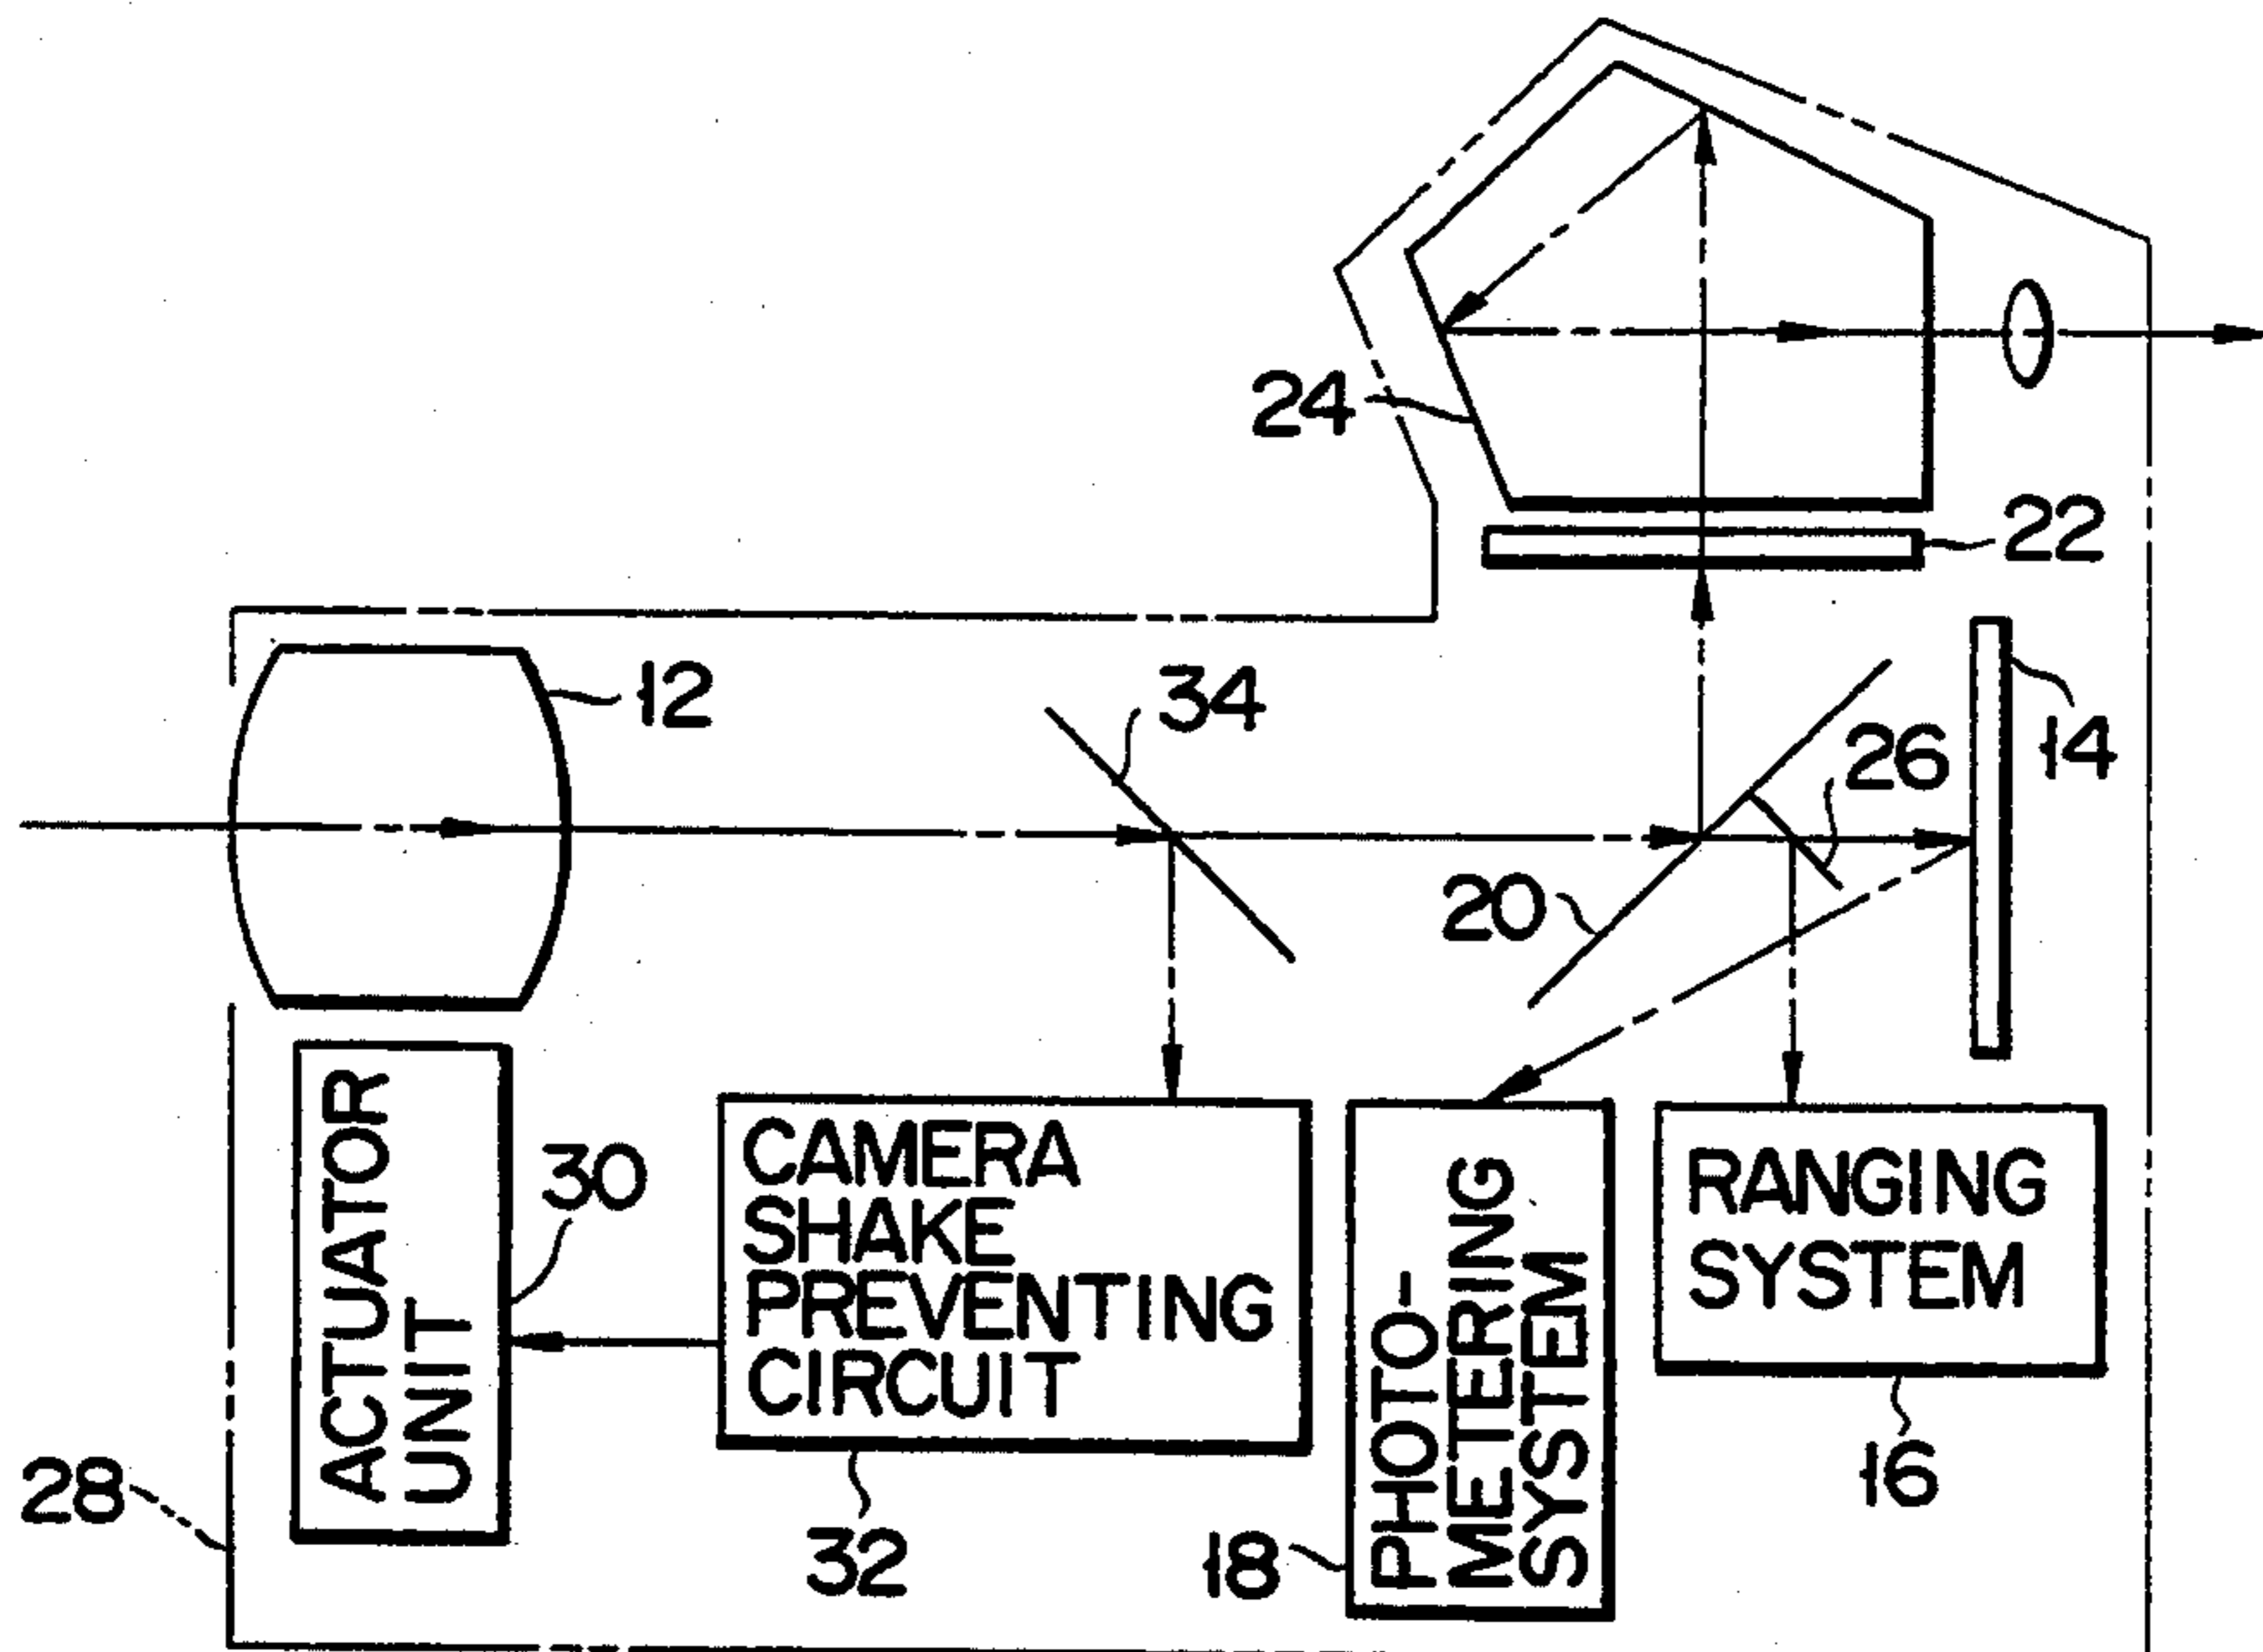 24
22
12
34
14
26
20
ACTUATOR
UNIT
30
CAMERA
SHAKE
PREVENTING
CIRCUIT
PHOTO-
METERING
SYSTEM
RANGING
SYSTEM
28
32
18
16